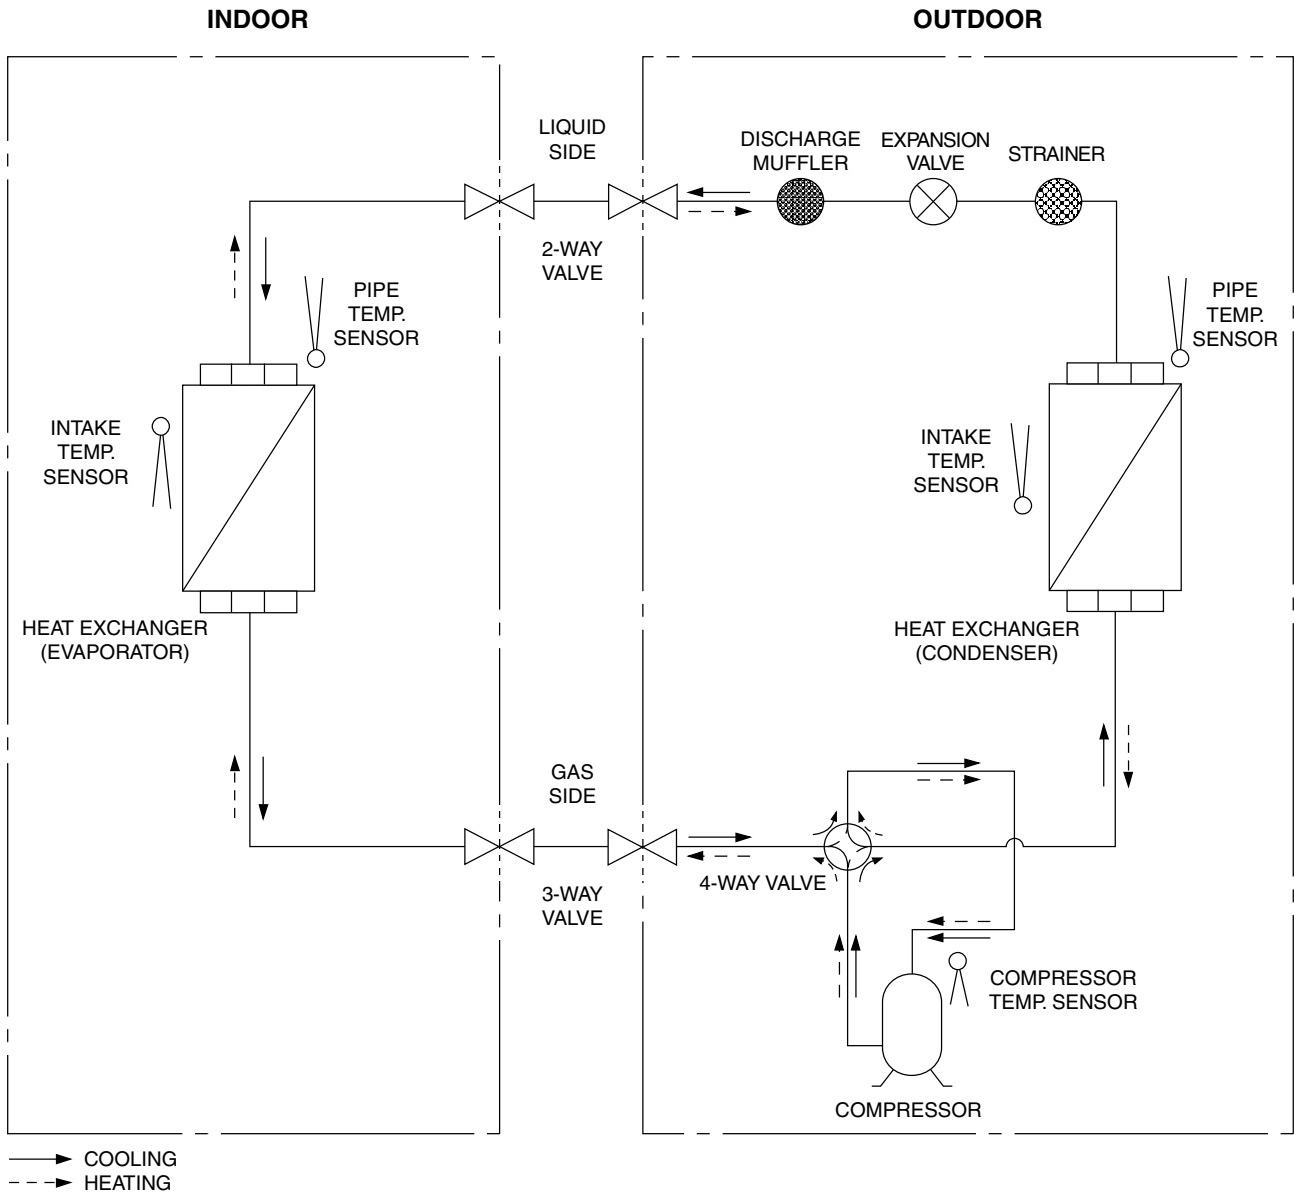 INDOOR
OUTDOOR
LIQUID
SIDE
DISCHARGE
MUFFLER
EXPANSION
VALVE
STRAINER
2-WAY
VALVE
PIPE
TEMP.
SENSOR
PIPE
TEMP.
SENSOR
INTAKE
TEMP.
SENSOR
INTAKE
TEMP.
SENSOR
HEAT EXCHANGER
(EVAPORATOR)
HEAT EXCHANGER
(CONDENSER)
GAS
SIDE
3-WAY
VALVE
4-WAY VALVE
COMPRESSOR
TEMP. SENSOR
COMPRESSOR
COOLING
HEATING